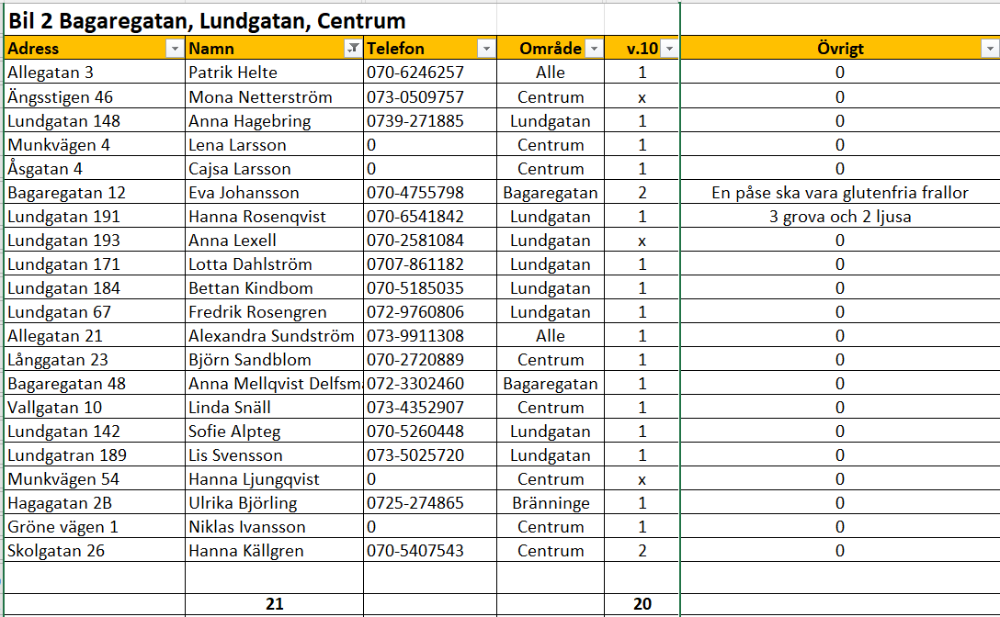 Bil 2 Bagaregatan, Lundgatan, Centrum
Adress Namn Telefon Område v.10 Övrigt
Allegatan 3 Patrik Helte 070-6246257 Alle 1 0
Ängsstigen 46 Mona Netterström 073-0509757 Centrum x 0
Lundgatan 148 Anna Hagebring 0739-271885 Lundgatan 1 0
Munkvägen 4 Lena Larsson 0 Centrum 1 0
Åsgatan 4 Cajsa Larsson 0 Centrum 1 0
Bagaregatan 12 Eva Johansson 070-4755798 Bagaregatan 2 En påse ska vara glutenfria frallor
Lundgatan 191 Hanna Rosenqvist 070-6541842 Lundgatan 1 3 grova och 2 ljusa
Lundgatan 193 Anna Lexell 070-2581084 Lundgatan x 0
Lundgatan 171 Lotta Dahlström 0707-861182 Lundgatan 1 0
Lundgatan 184 Bettan Kindbom 070-5185035 Lundgatan 1 0
Lundgatan 67 Fredrik Rosengren 072-9760806 Lundgatan 1 0
Allegatan 21 Alexandra Sundström 073-9911308 Alle 1 0
Långgatan 23 Björn Sandblom 070-2720889 Centrum 1 0
Bagaregatan 48 Anna Mellqvist Delfsma 072-3302460 Bagaregatan 1 0
Vallgatan 10 Linda Snäll 073-4352907 Centrum 1 0
Lundgatan 142 Sofie Alpteg 070-5260448 Lundgatan 1 0
Lundgatran 189 Lis Svensson 073-5025720 Lundgatan 1 0
Munkvägen 54 Hanna Ljungqvist 0 Centrum x 0
Hagagatan 2B Ulrika Björling 0725-274865 Bränninge 1 0
Gröne vägen 1 Niklas Ivansson 0 Centrum 1 0
Skolgatan 26 Hanna Källgren 070-5407543 Centrum 2 0
21 20